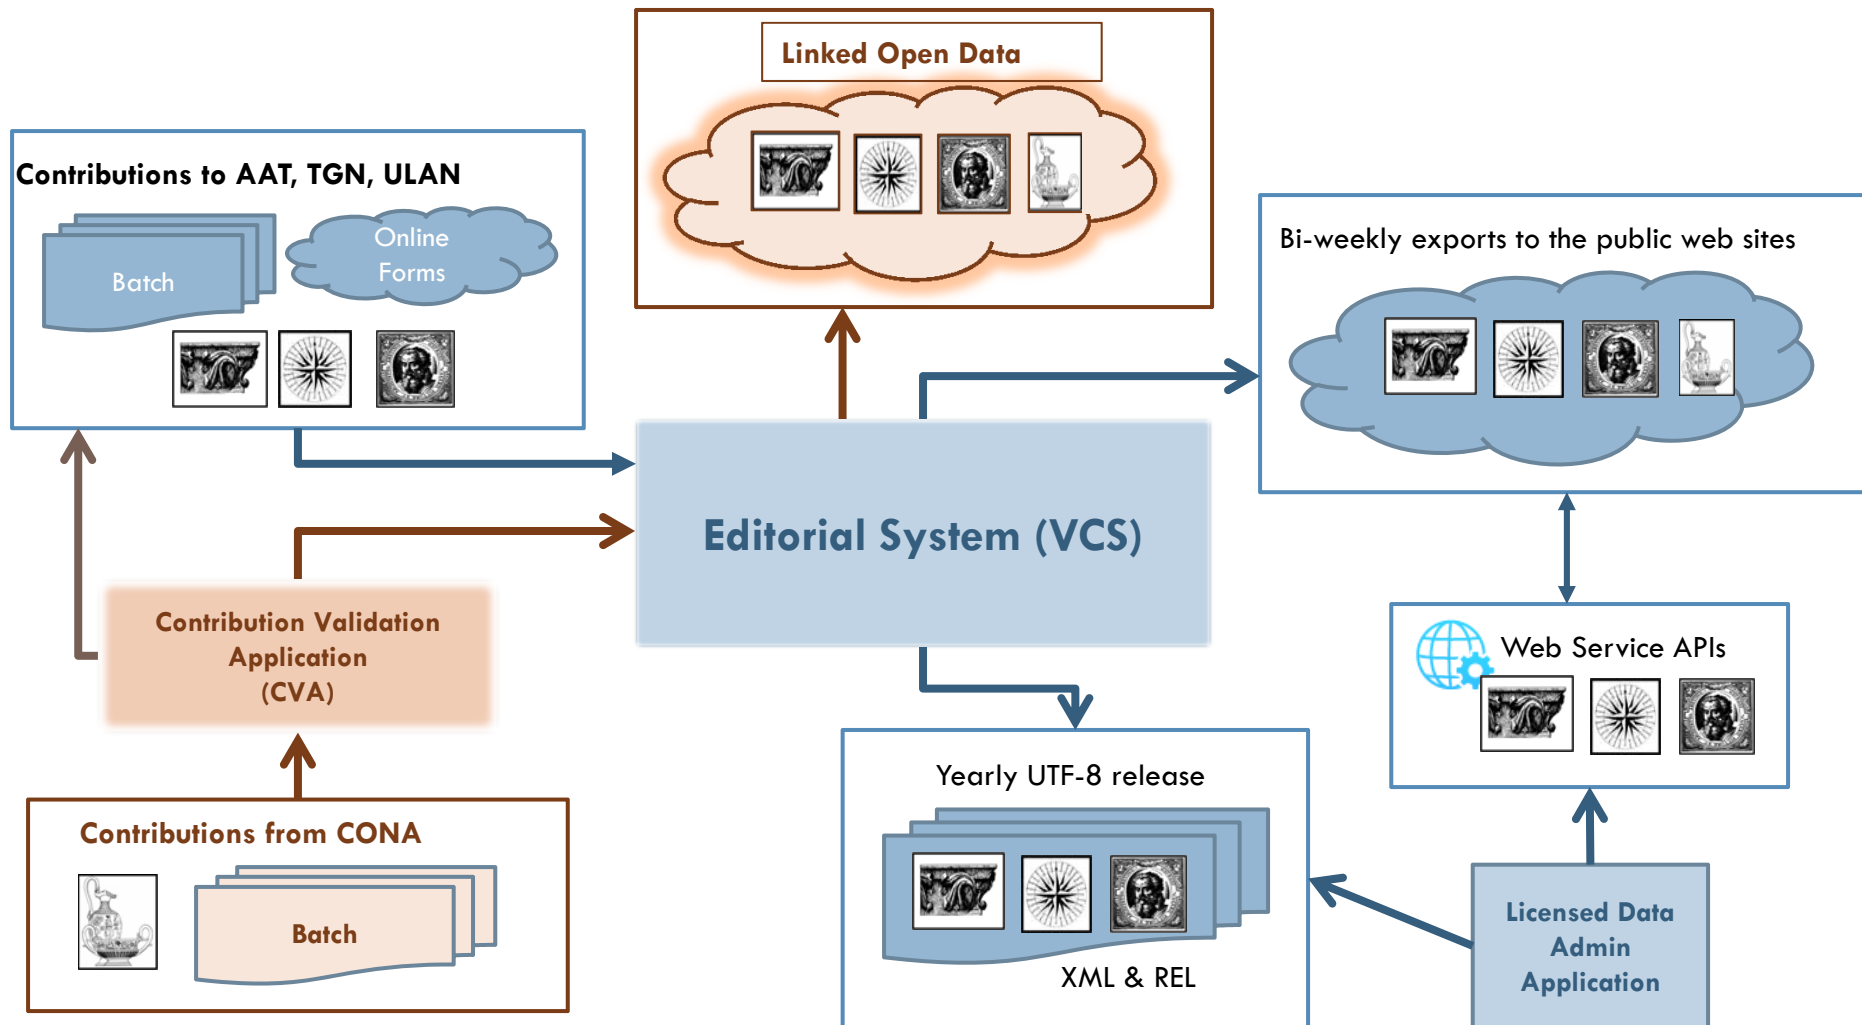 Linked Open Data
Contributions to AAT, TGN, ULAN
Batch
Online
Forms
Bi-weekly exports to the public web sites
Editorial System (VCS)
Contribution Validation
Application
(CVA)
Web Service APIs
Contributions from CONA
Batch
Yearly UTF-8 release
XML & REL
Licensed Data
Admin
Application